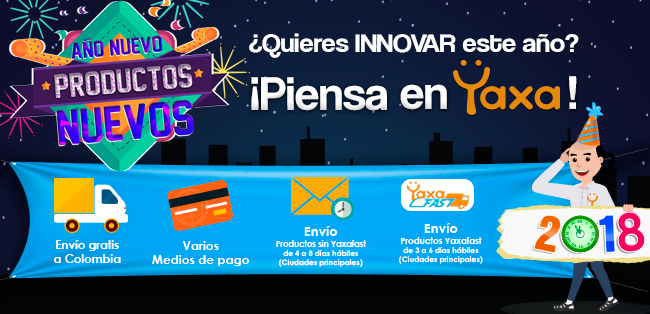 AÑO NUEVO
PRODUCTOS
NUEVOS
¿Quieres INNOVAR este año?
¡Piensa en Yaxa!
Envío gratis
a Colombia
Varios
Medios de pago
Envío
Productos sin Yaxafast
de 4 a 8 días hábiles
(Ciudades principales)
Yaxa
FAST
Envío
Productos Yaxafast
de 3 a 6 días hábiles
(Ciudades principales)
2018